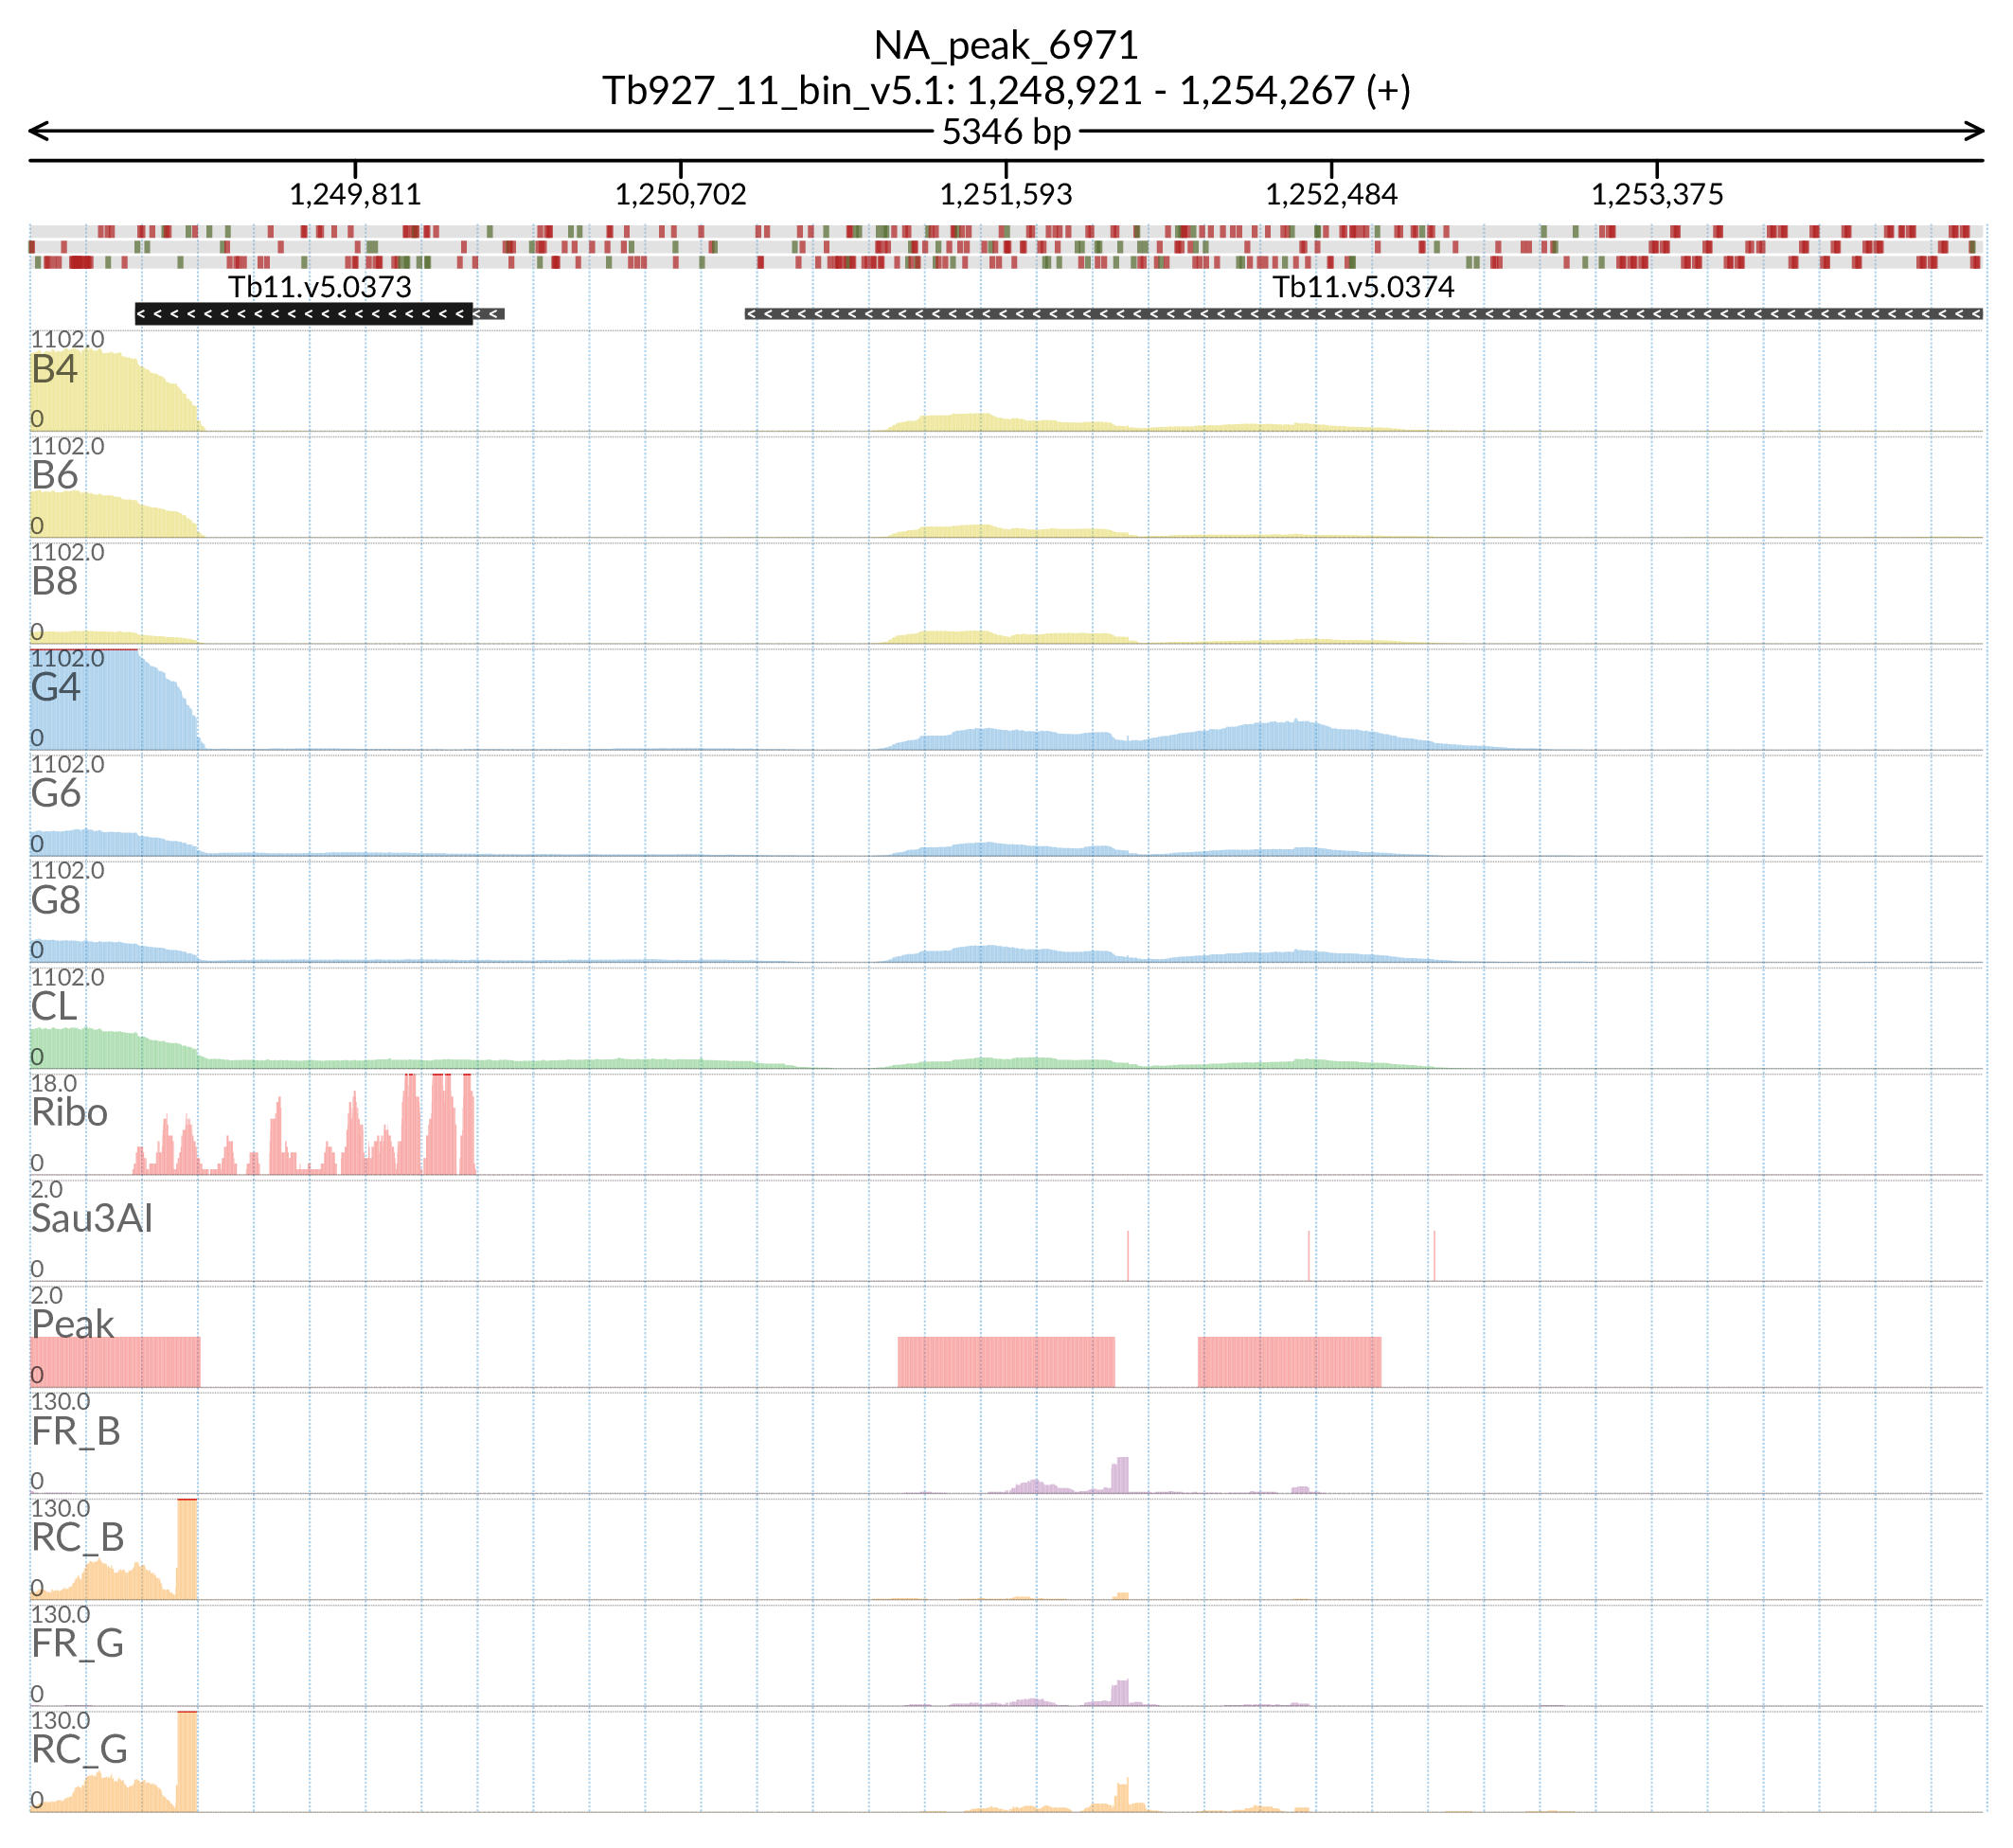 NA_peak_6971
Tb927_11_bin_v5.1: 1,248,921 - 1,254,267 (+)
5346 bp
1,249,811 1,250,702 1,251,593 1,252,484 1,253,375
Tb11.v5.0373 Tb11.v5.0374
1102.0
B4
0
1102.0
B6
0
1102.0
B8
0
1102.0
G4
0
1102.0
G6
0
1102.0
G8
0
1102.0
CL
0
18.0
Ribo
0
2.0
Sau3AI
0
2.0
Peak
0
130.0
FR_B
0
130.0
RC_B
0
130.0
FR_G
0
130.0
RC_G
0